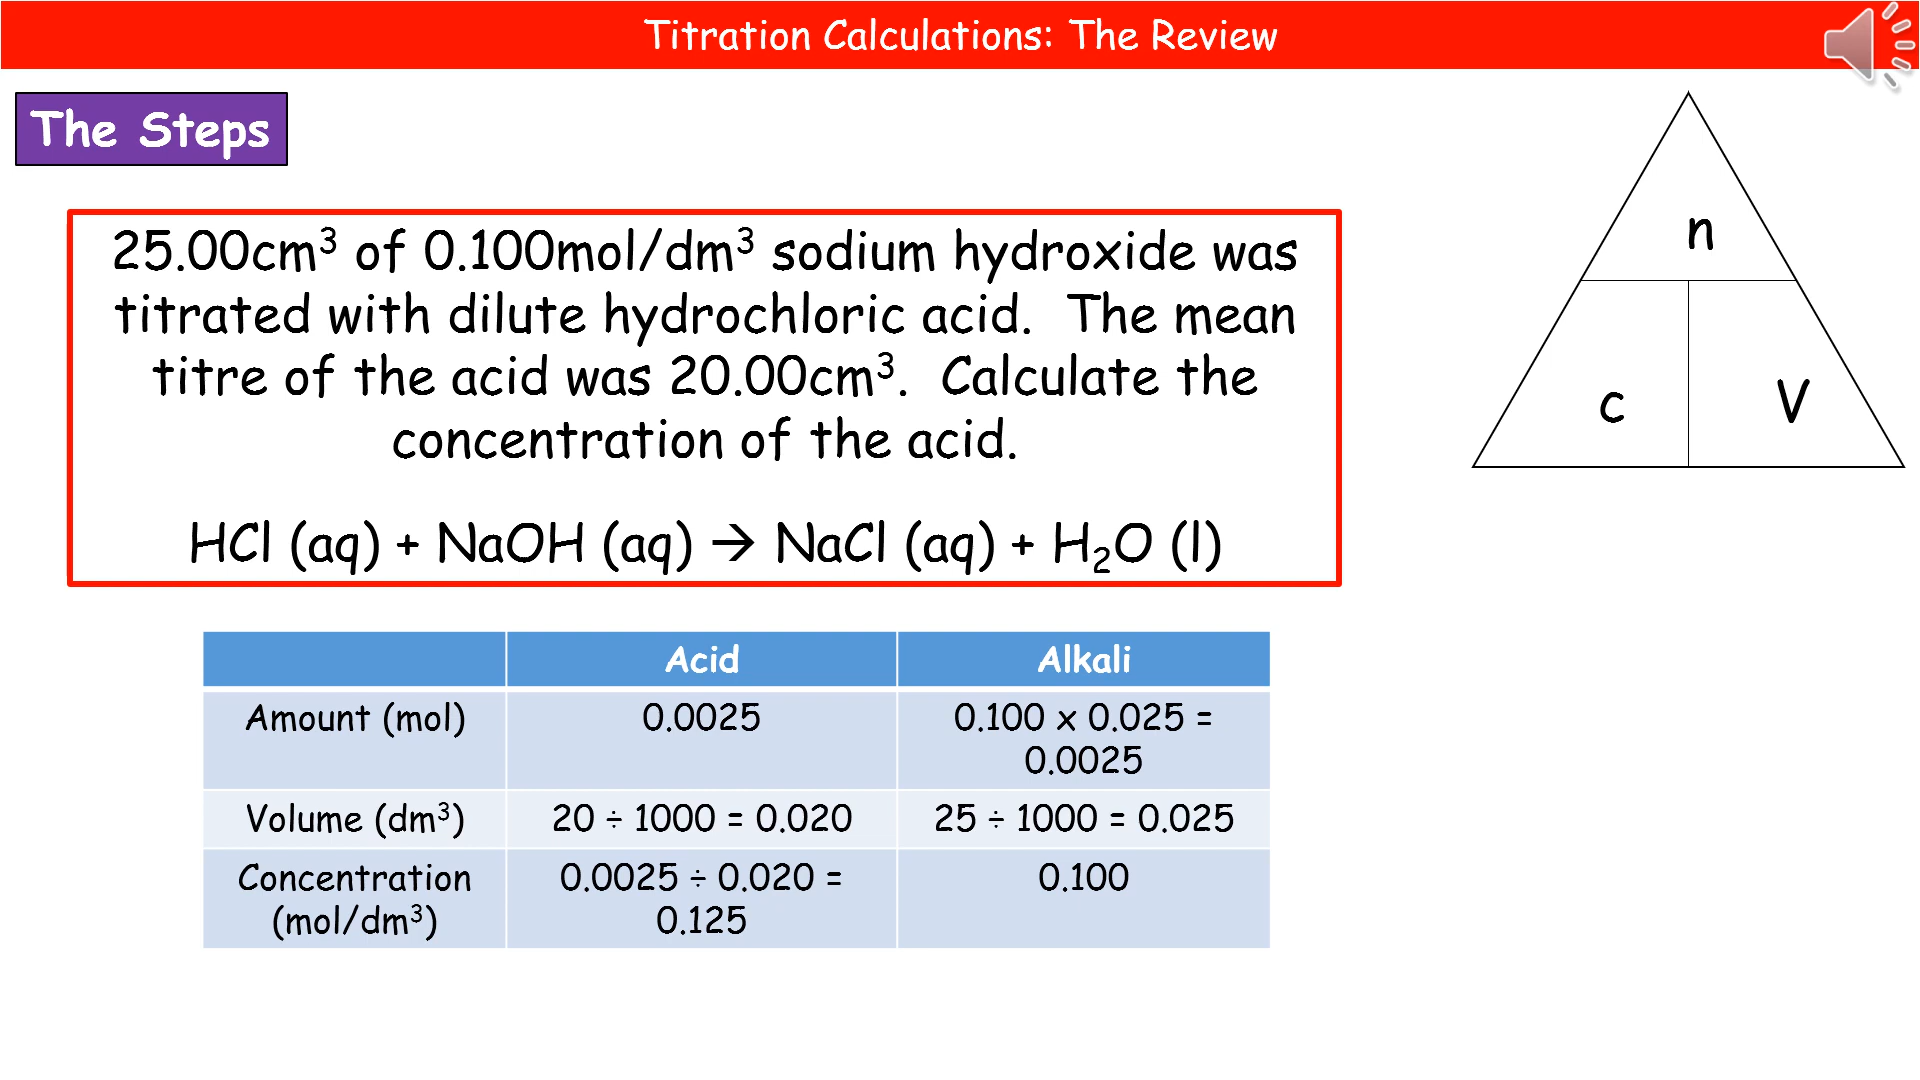 Titration Calculations: The Review
The Steps
25.00cm³ of 0.100mol/dm³ sodium hydroxide was
titrated with dilute hydrochloric acid.  The mean
titre of the acid was 20.00cm³.  Calculate the
concentration of the acid.
HCl (aq) + NaOH (aq) → NaCl (aq) + H₂O (l)
n
c V
Acid Alkali
Amount (mol) 0.0025 0.100 x 0.025 =
0.0025
Volume (dm³) 20 ÷ 1000 = 0.020 25 ÷ 1000 = 0.025
Concentration 0.0025 ÷ 0.020 = 0.100
(mol/dm³) 0.125